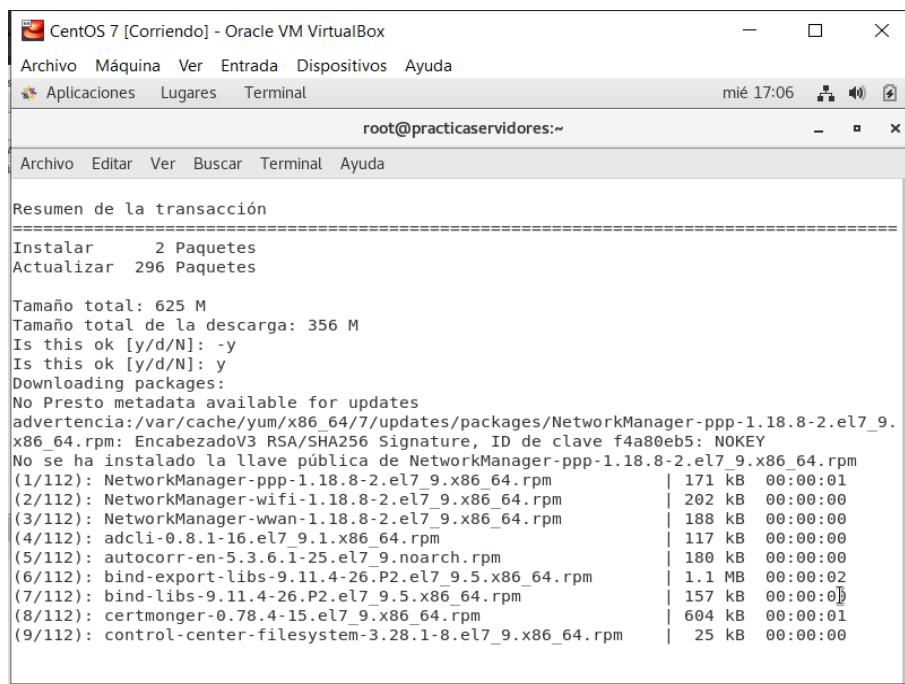 CentOS 7 [Corriendo] - Oracle VM VirtualBox
Archivo Máquina Ver Entrada Dispositivos Ayuda
Aplicaciones Lugares Terminal mié 17:06
root@practicaservidores:~
Archivo Editar Ver Buscar Terminal Ayuda
Resumen de la transacción
================================================================================
Instalar 2 Paquetes
Actualizar 296 Paquetes
Tamaño total: 625 M
Tamaño total de la descarga: 356 M
Is this ok [y/d/N]: -y
Is this ok [y/d/N]: y
Downloading packages:
No Presto metadata available for updates
advertencia:/var/cache/yum/x86_64/7/updates/packages/NetworkManager-ppp-1.18.8-2.el7_9.
x86_64.rpm: EncabezadoV3 RSA/SHA256 Signature, ID de clave f4a80eb5: NOKEY
No se ha instalado la llave pública de NetworkManager-ppp-1.18.8-2.el7_9.x86_64.rpm
(1/112): NetworkManager-ppp-1.18.8-2.el7_9.x86_64.rpm | 171 kB 00:00:01
(2/112): NetworkManager-wifi-1.18.8-2.el7_9.x86_64.rpm | 202 kB 00:00:00
(3/112): NetworkManager-wwan-1.18.8-2.el7_9.x86_64.rpm | 188 kB 00:00:00
(4/112): adcli-0.8.1-16.el7_9.1.x86_64.rpm | 117 kB 00:00:00
(5/112): autocorr-en-5.3.6.1-25.el7_9.noarch.rpm | 180 kB 00:00:00
(6/112): bind-export-libs-9.11.4-26.P2.el7_9.5.x86_64.rpm | 1.1 MB 00:00:02
(7/112): bind-libs-9.11.4-26.P2.el7_9.5.x86_64.rpm | 157 kB 00:00:00
(8/112): certmonger-0.78.4-15.el7_9.x86_64.rpm | 604 kB 00:00:01
(9/112): control-center-filesystem-3.28.1-8.el7_9.x86_64.rpm | 25 kB 00:00:00